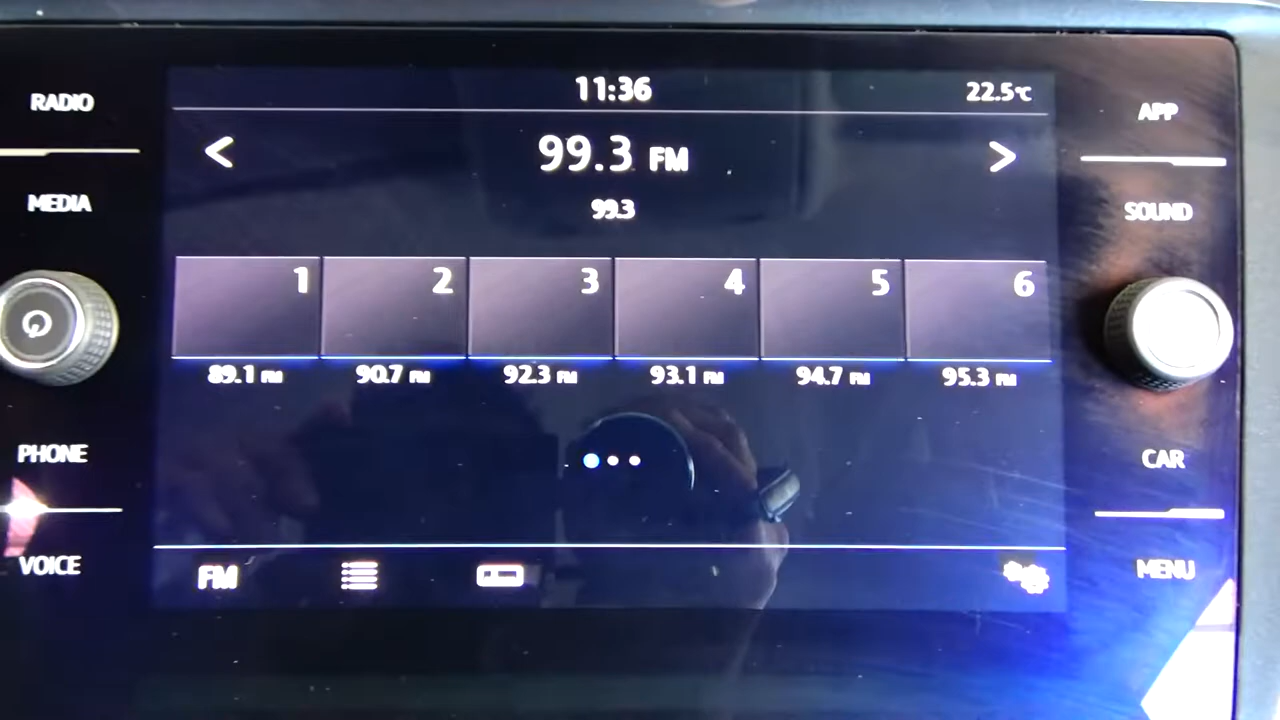 11:36
22.5°C
RADIO
APP
< 99.3 FM >
99.3
MEDIA
SOUND
1 2 3 4 5 6
89.1 FM 90.7 FM 92.3 FM 93.1 FM 94.7 FM 95.3 FM
PHONE
CAR
VOICE
MENU
FM